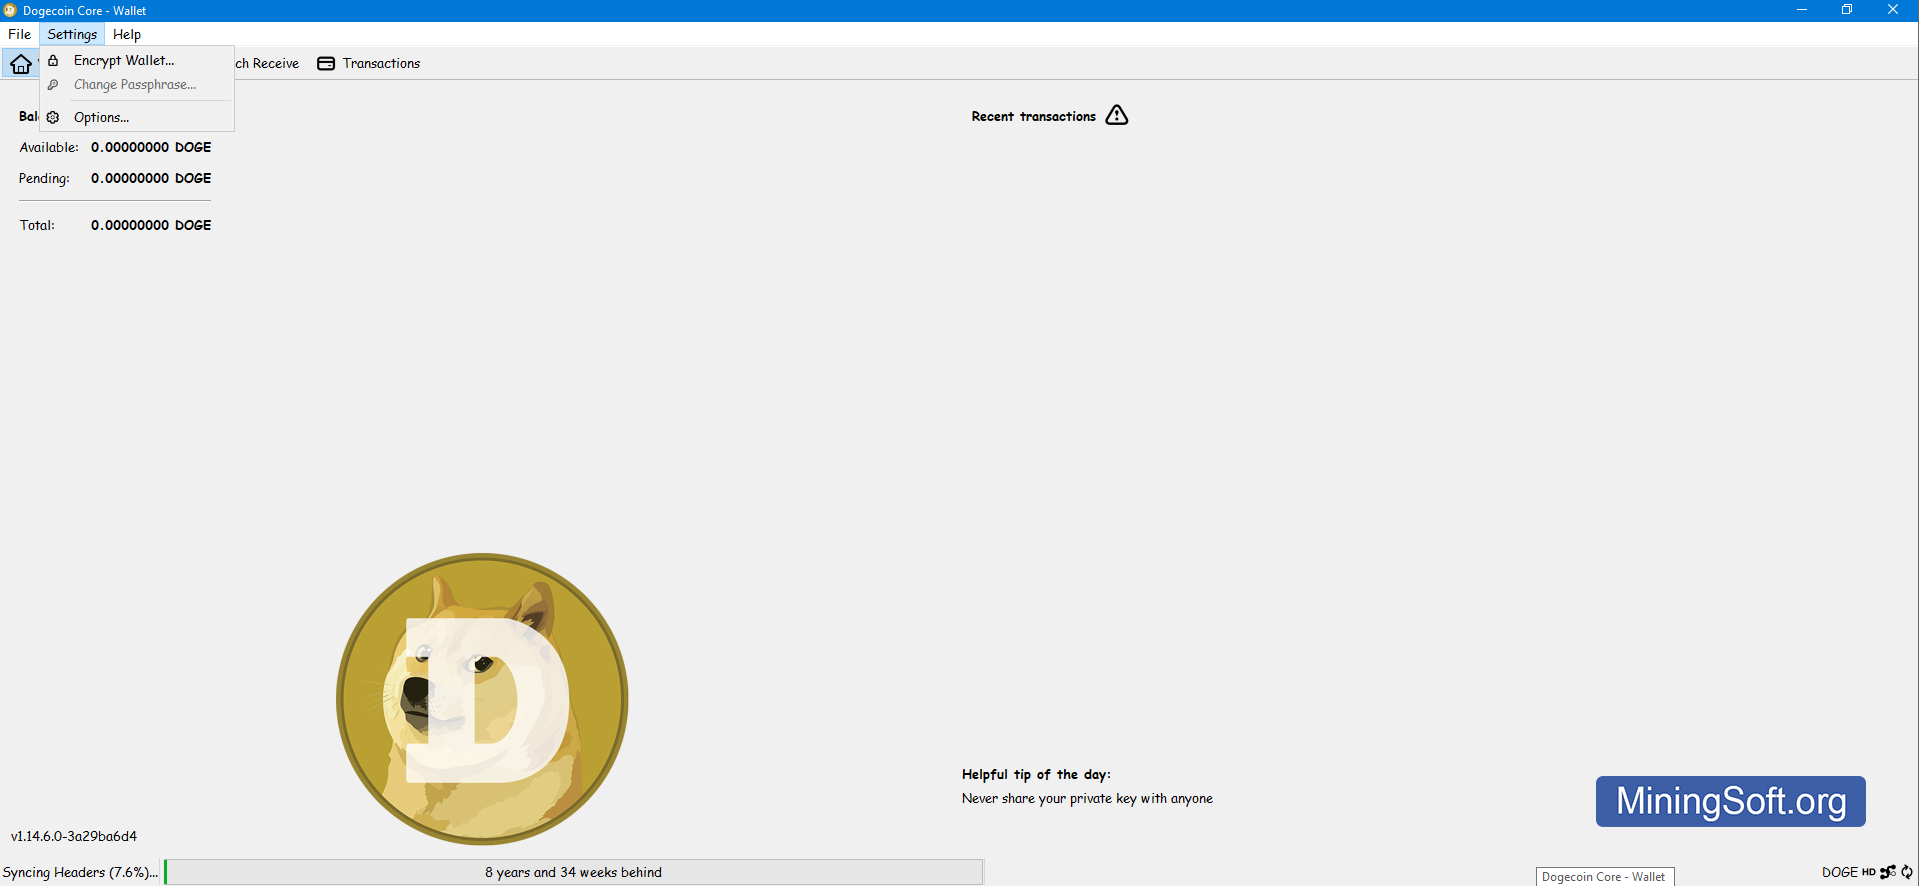 Dogecoin Core - Wallet
File Settings Help
Encrypt Wallet...
ch Receive Transactions
Change Passphrase...
Options...
Recent transactions
Available: 0.00000000 DOGE
Pending: 0.00000000 DOGE
Total: 0.00000000 DOGE
D
Helpful tip of the day:
Never share your private key with anyone
MiningSoft.org
v1.14.6.0-3a29ba6d4
Syncing Headers (7.6%)... 8 years and 34 weeks behind
Dogecoin Core - Wallet
DOGE HD